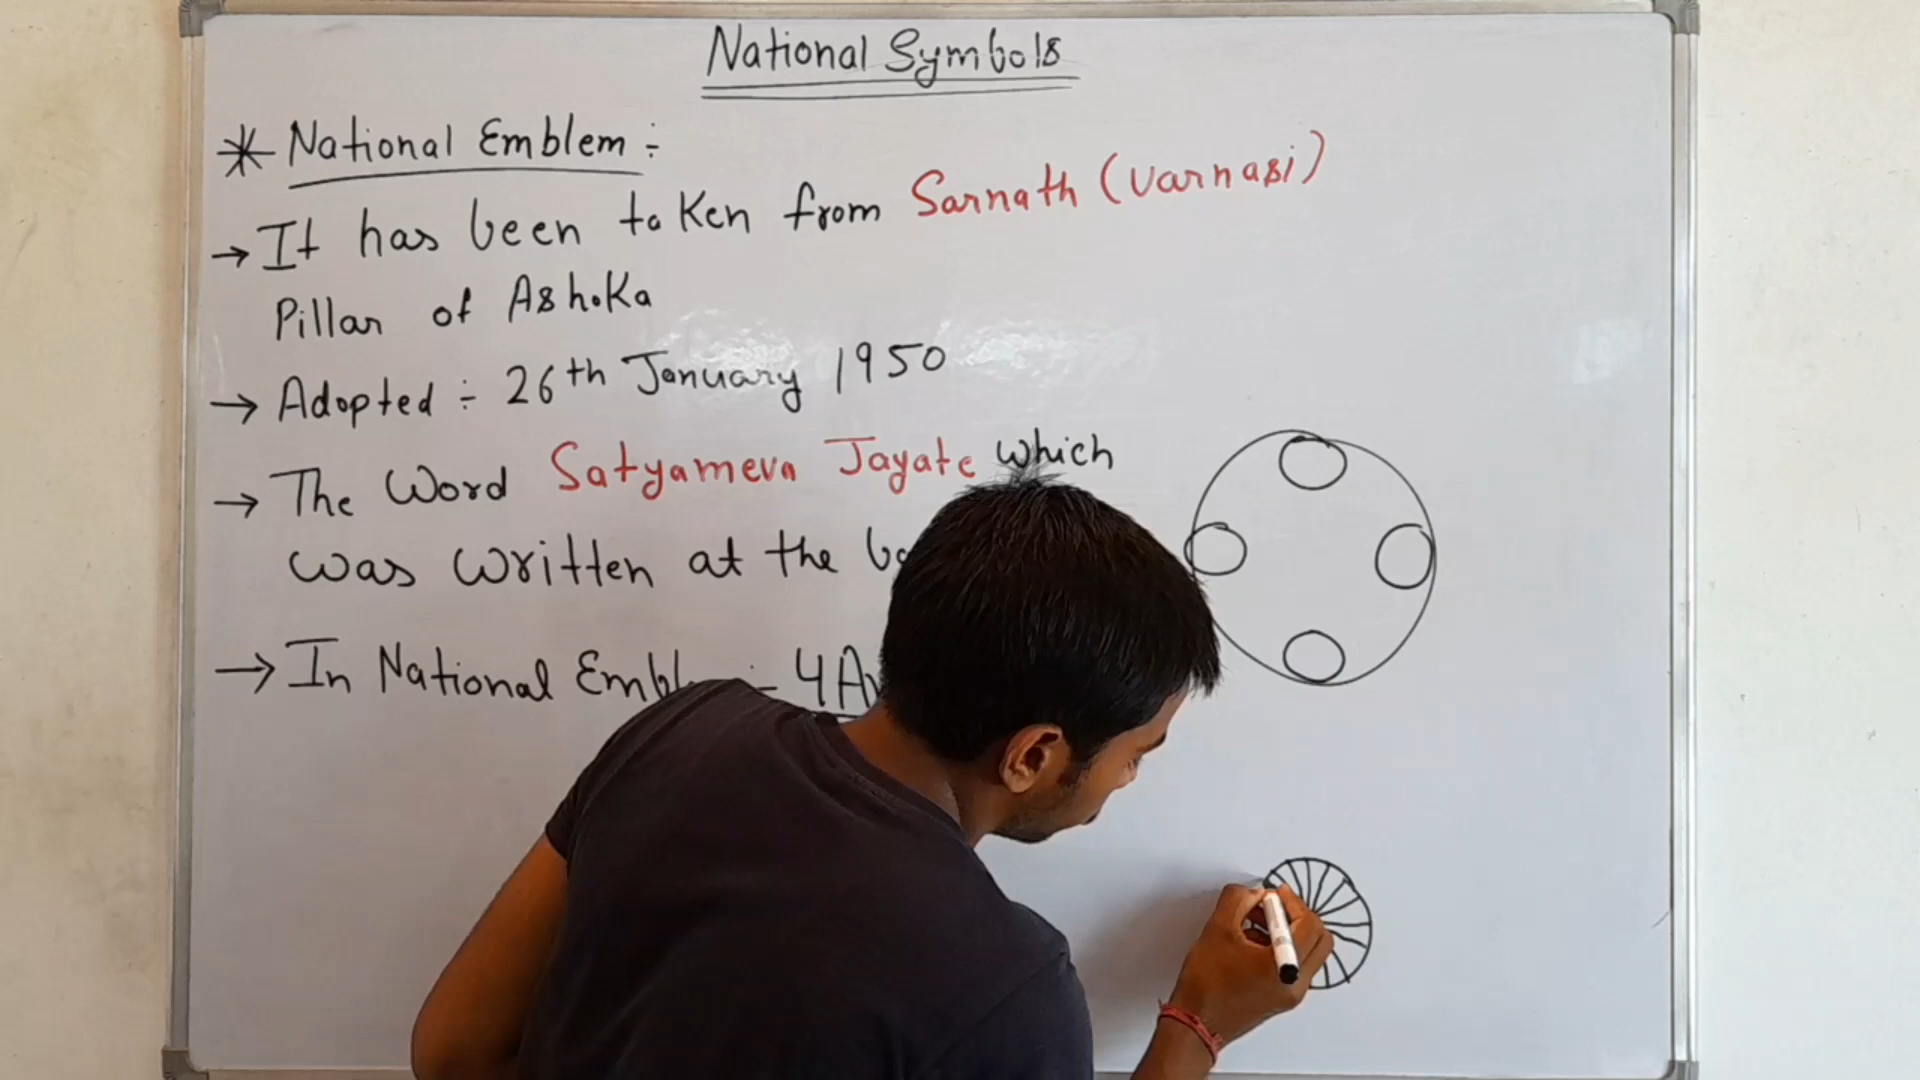 National Symbols
* National Emblem :-
→ It has been taken from Sarnath (Varnasi)
Pillar of Ashoka
→ Adopted :- 26th January 1950
→ The Word Satyameva Jayate which
was written at the
→ In National 4